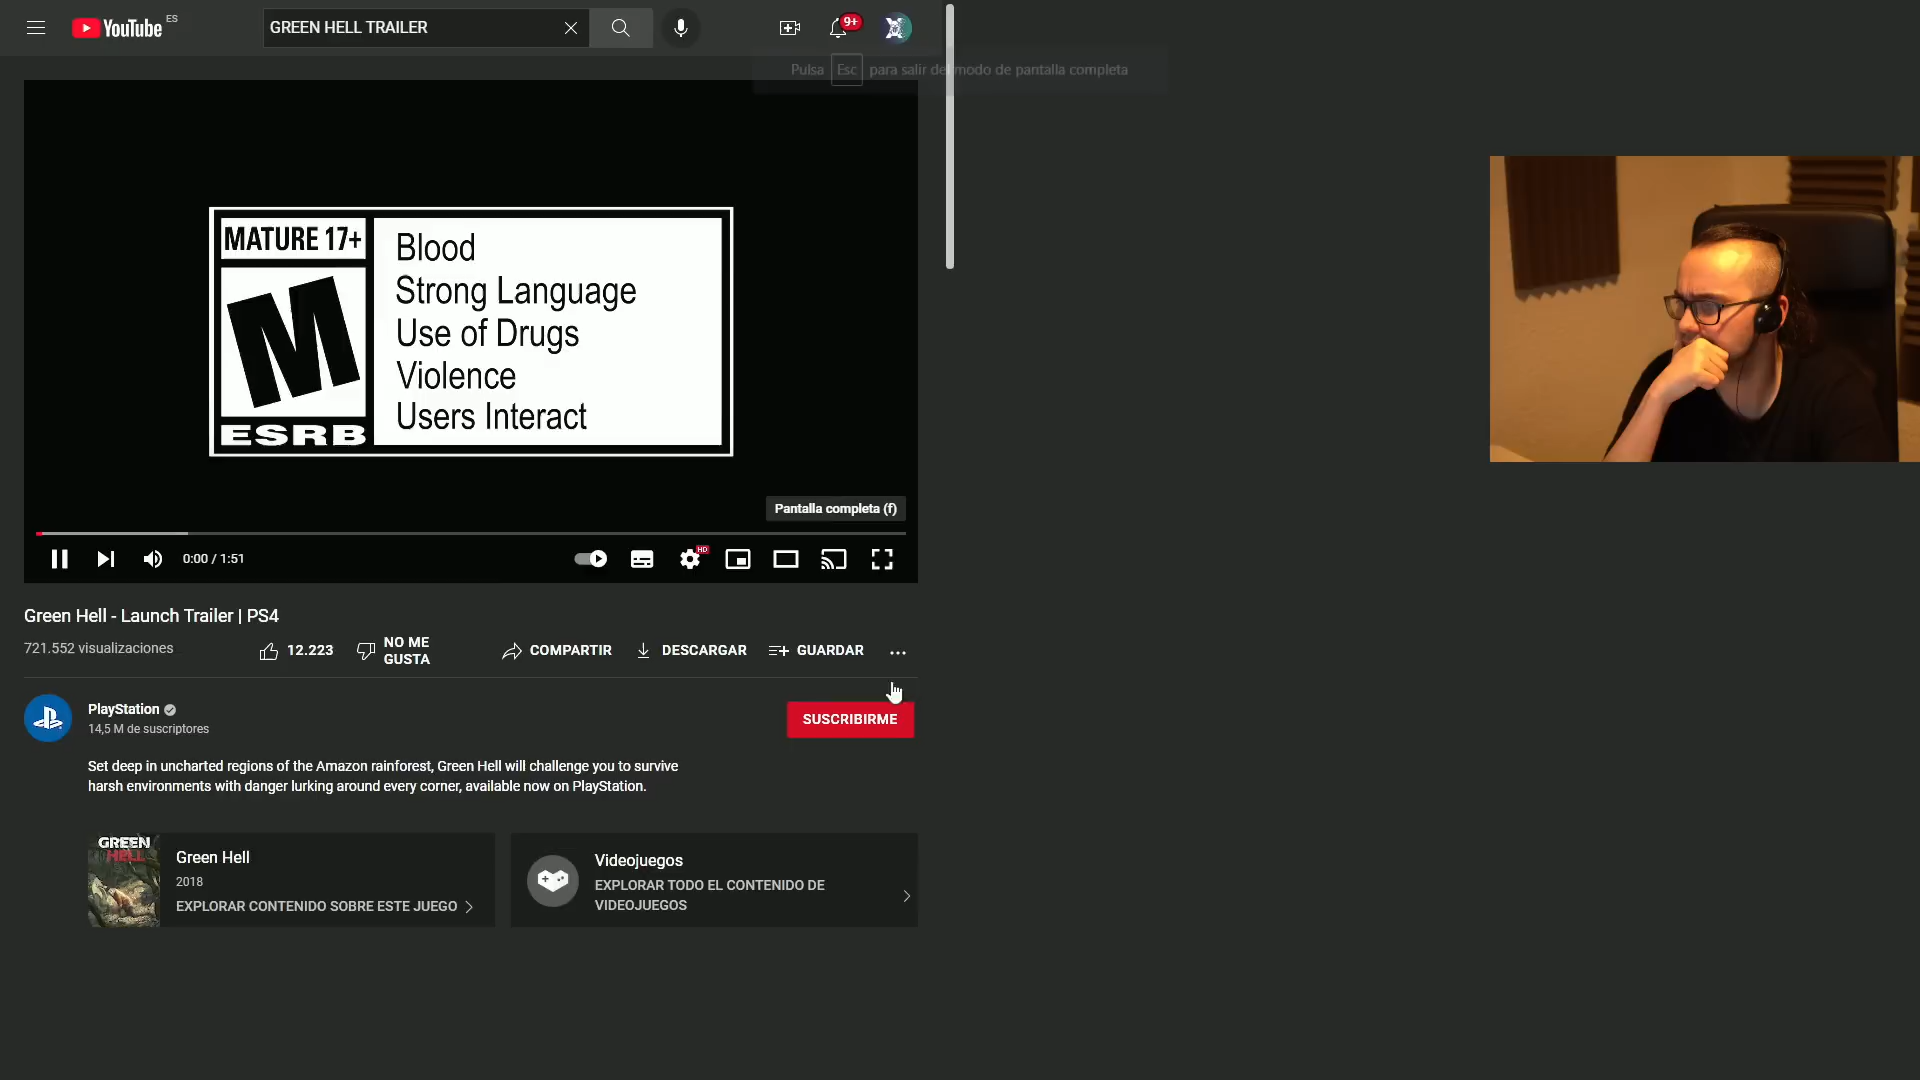 YouTube ES
GREEN HELL TRAILER
9+
Pulsa Esc para salir del modo de pantalla completa
MATURE 17+
M
ESRB
Blood
Strong Language
Use of Drugs
Violence
Users Interact
Pantalla completa (f)
0:00 / 1:51
HD
Green Hell - Launch Trailer | PS4
721.552 visualizaciones
12.223
NO ME
GUSTA
COMPARTIR
DESCARGAR
GUARDAR
PlayStation
14,5 M de suscriptores
SUSCRIBIRME
Set deep in uncharted regions of the Amazon rainforest, Green Hell will challenge you to survive
harsh environments with danger lurking around every corner, available now on PlayStation.
GREEN
HELL
Green Hell
2018
EXPLORAR CONTENIDO SOBRE ESTE JUEGO
Videojuegos
EXPLORAR TODO EL CONTENIDO DE
VIDEOJUEGOS